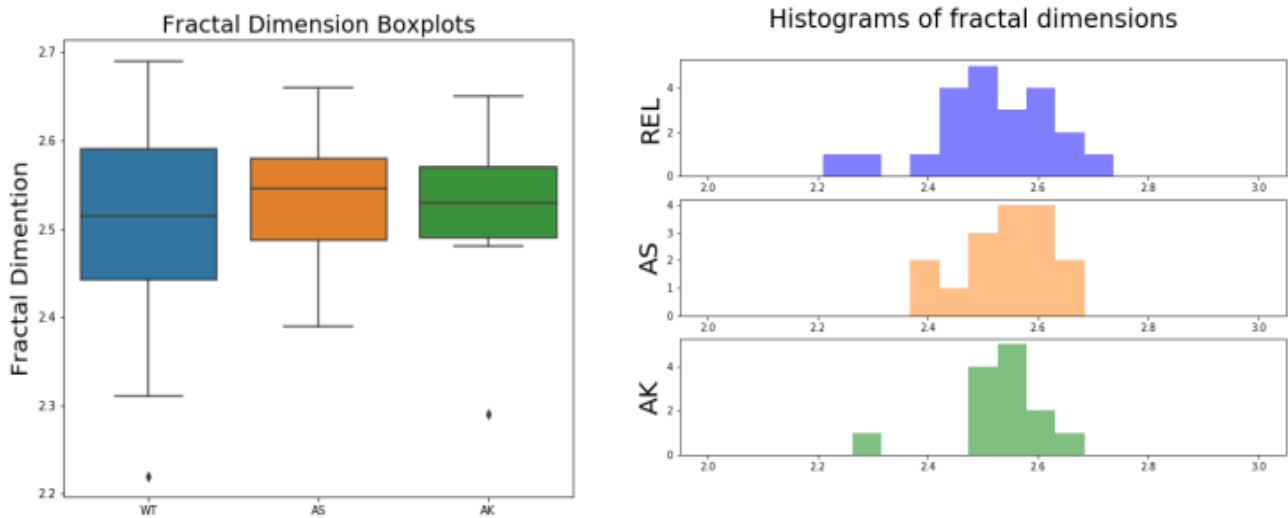 Fractal Dimension Boxplots
Fractal Dimention
2.7
2.6
2.5
2.4
2.3
2.2
WT AS AK
Histograms of fractal dimensions
REL
4
2
0
2.0 2.2 2.4 2.6 2.8 3.0
AS
4
3
2
1
0
2.0 2.2 2.4 2.6 2.8 3.0
AK
4
2
0
2.0 2.2 2.4 2.6 2.8 3.0